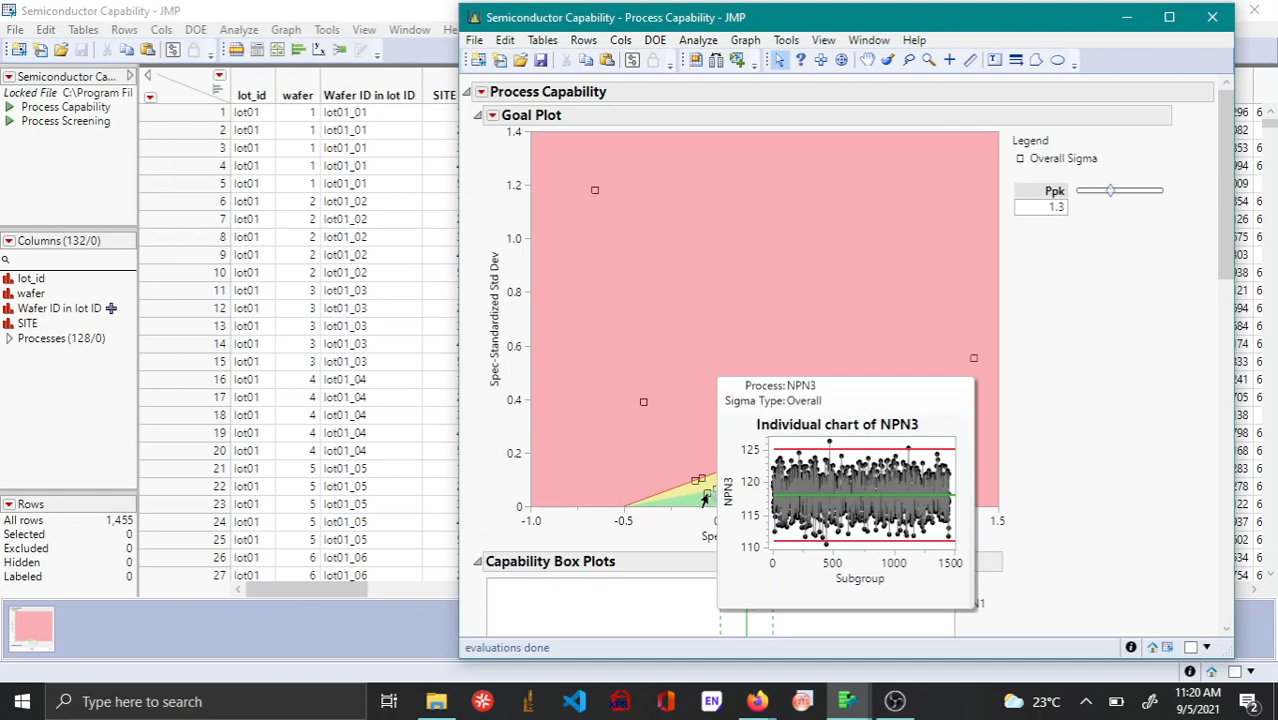 Semiconductor Capability - JMP
File Edit Tables Rows Cols DOE Analyze Graph Tools View Window
Semiconductor Ca...
Locked File C:\Program Fil
Process Capability
Process Screening
Columns (132/0)
lot_id
wafer
Wafer ID in lot ID
SITE
Processes (128/0)
Rows
All rows 1,455
Selected 0
Excluded 0
Hidden 0
Labeled 0
lot_id wafer Wafer ID in lot ID SITE
1 lot01 1 lot01_01
2 lot01 1 lot01_01
3 lot01 1 lot01_01
4 lot01 1 lot01_01
5 lot01 1 lot01_01
6 lot01 2 lot01_02
7 lot01 2 lot01_02
8 lot01 2 lot01_02
9 lot01 2 lot01_02
10 lot01 2 lot01_02
11 lot01 3 lot01_03
12 lot01 3 lot01_03
13 lot01 3 lot01_03
14 lot01 3 lot01_03
15 lot01 3 lot01_03
16 lot01 4 lot01_04
17 lot01 4 lot01_04
18 lot01 4 lot01_04
19 lot01 4 lot01_04
20 lot01 4 lot01_04
21 lot01 5 lot01_05
22 lot01 5 lot01_05
23 lot01 5 lot01_05
24 lot01 5 lot01_05
25 lot01 5 lot01_05
26 lot01 6 lot01_06
27 lot01 6 lot01_06
Semiconductor Capability - Process Capability - JMP
File Edit Tables Rows Cols DOE Analyze Graph Tools View Window Help
Process Capability
Goal Plot
1.4
1.2
1.0
0.8
0.6
0.4
0.2
0
Spec-Standardized Std Dev
-1.0 -0.5 1.5
Legend
Overall Sigma
Ppk
1.3
Process: NPN3
Sigma Type: Overall
Individual chart of NPN3
125
120
115
110
NPN3
0 500 1000 1500
Subgroup
Capability Box Plots
evaluations done
Type here to search
EN
23°C
11:20 AM
9/5/2021
2